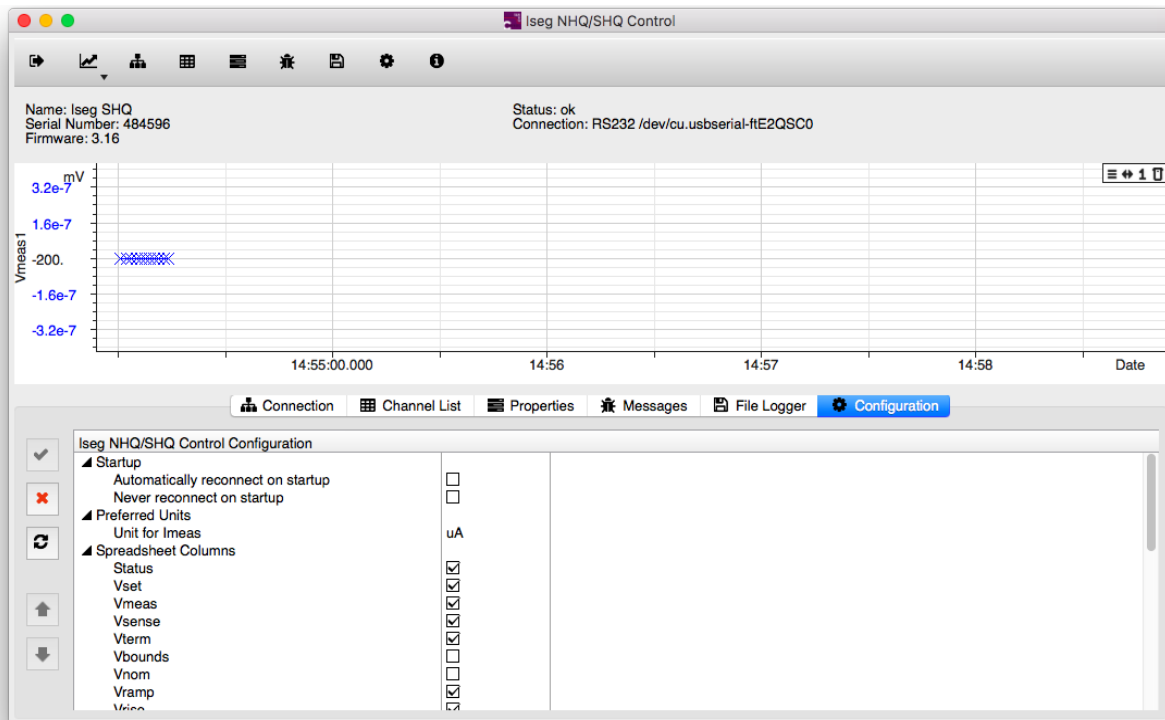 Iseg NHQ/SHQ Control
Name: Iseg SHQ
Serial Number: 484596
Firmware: 3.16
Status: ok
Connection: RS232 /dev/cu.usbserial-ftE2QSC0
mV
3.2e-7
1.6e-7
-200.
-1.6e-7
-3.2e-7
Vmeas1
1
14:55:00.000 14:56 14:57 14:58 Date
Connection Channel List Properties Messages File Logger Configuration
Iseg NHQ/SHQ Control Configuration
Startup
Automatically reconnect on startup
Never reconnect on startup
Preferred Units
Unit for Imeas uA
Spreadsheet Columns
Status
Vset
Vmeas
Vsense
Vterm
Vbounds
Vnom
Vramp